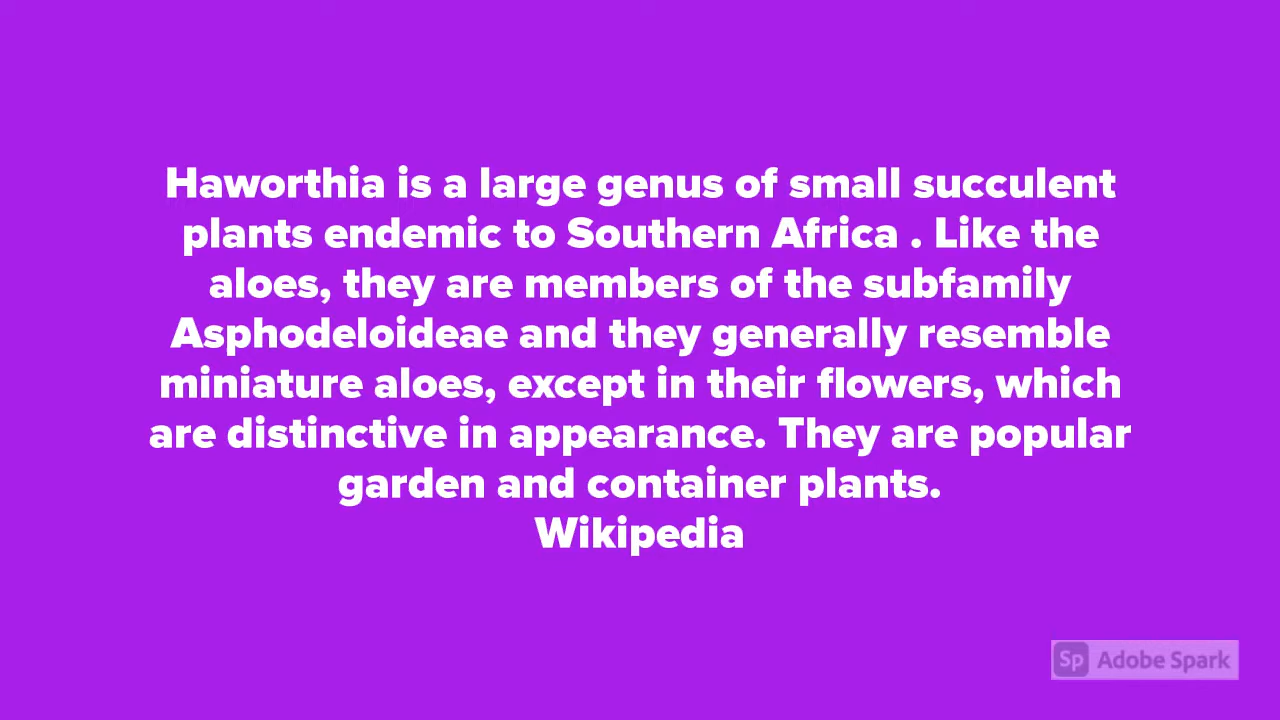 Haworthia is a large genus of small succulent
plants endemic to Southern Africa . Like the
aloes, they are members of the subfamily
Asphodeloideae and they generally resemble
miniature aloes, except in their flowers, which
are distinctive in appearance. They are popular
garden and container plants.
Wikipedia
Sp Adobe Spark